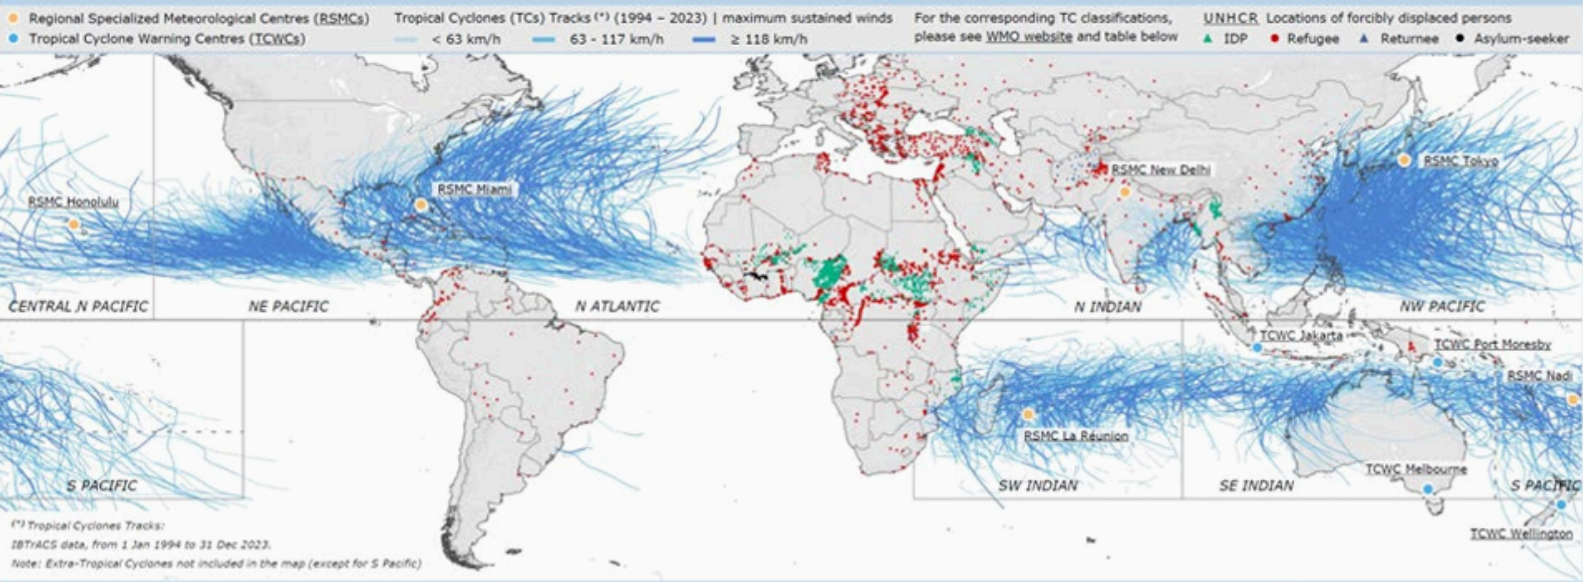 Regional Specialized Meteorological Centres (RSMCs)
Tropical Cyclone Warning Centres (TCWCs)
Tropical Cyclones (TCs) Tracks (*) (1994 – 2023) | maximum sustained winds
< 63 km/h
63 - 117 km/h
≥ 118 km/h
For the corresponding TC classifications,
please see WMO website and table below
UNHCR Locations of forcibly displaced persons
IDP
Refugee
Returnee
Asylum-seeker
RSMC Honolulu
RSMC Miami
RSMC New Delhi
RSMC Tokyo
CENTRAL N PACIFIC
NE PACIFIC
N ATLANTIC
N INDIAN
NW PACIFIC
TCWC Jakarta
TCWC Port Moresby
RSMC Nadi
RSMC La Réunion
TCWC Melbourne
S PACIFIC
SW INDIAN
SE INDIAN
S PACIFIC
TCWC Wellington
(*) Tropical Cyclones Tracks:
IBTrACS data, from 1 Jan 1994 to 31 Dec 2023.
Note: Extra-Tropical Cyclones not included in the map (except for S Pacific)